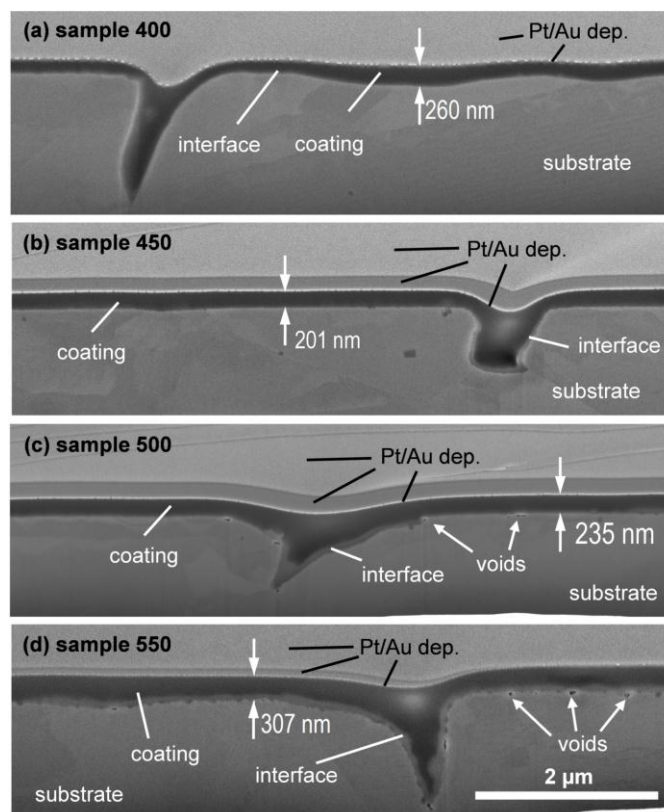 (a) sample 400
Pt/Au dep.
260 nm
interface
coating
substrate
(b) sample 450
Pt/Au dep.
201 nm
coating
interface
substrate
(c) sample 500
Pt/Au dep.
coating
interface
voids
235 nm
substrate
(d) sample 550
Pt/Au dep.
307 nm
coating
interface
voids
substrate
2 µm